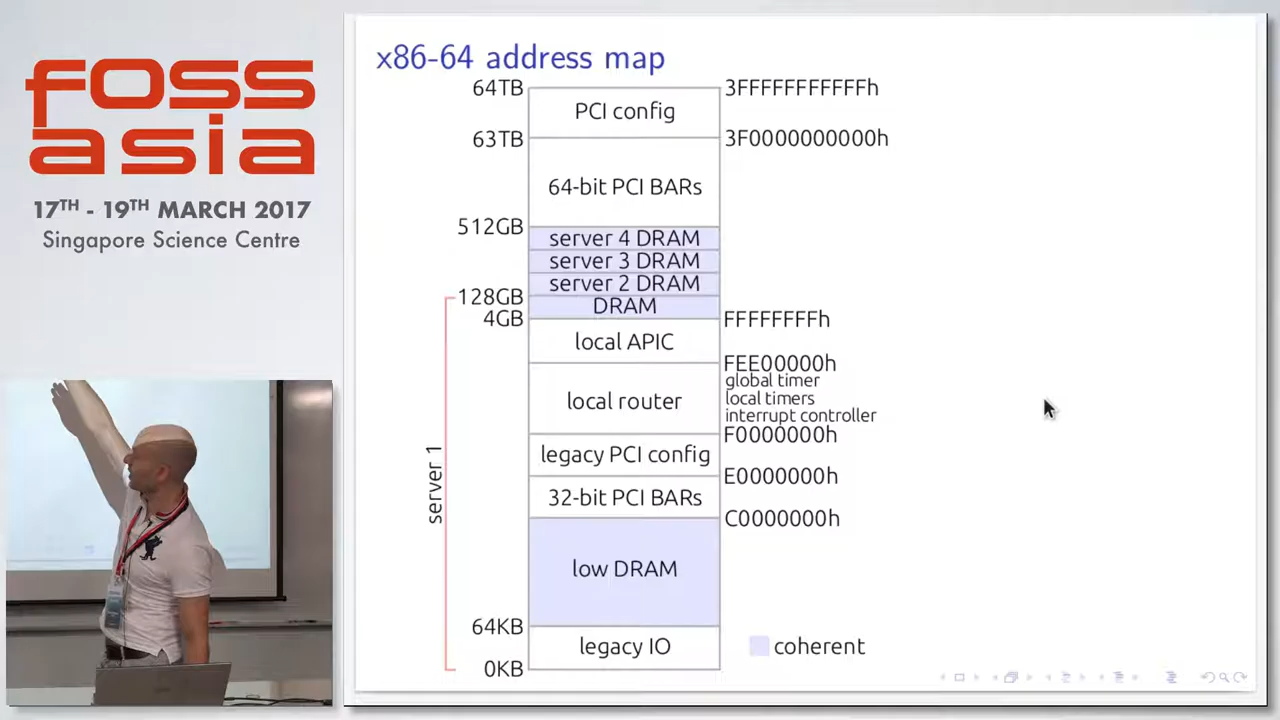 foss
asia
17TH - 19TH MARCH 2017
Singapore Science Centre
x86-64 address map
64TB
3FFFFFFFFFFFh
PCI config
63TB
3F0000000000h
64-bit PCI BARs
512GB
server 4 DRAM
server 3 DRAM
server 2 DRAM
128GB
DRAM
4GB
FFFFFFFFh
local APIC
FEE00000h
global timer
local timers
interrupt controller
local router
F0000000h
legacy PCI config
E0000000h
32-bit PCI BARs
C0000000h
server 1
low DRAM
64KB
legacy IO
coherent
0KB